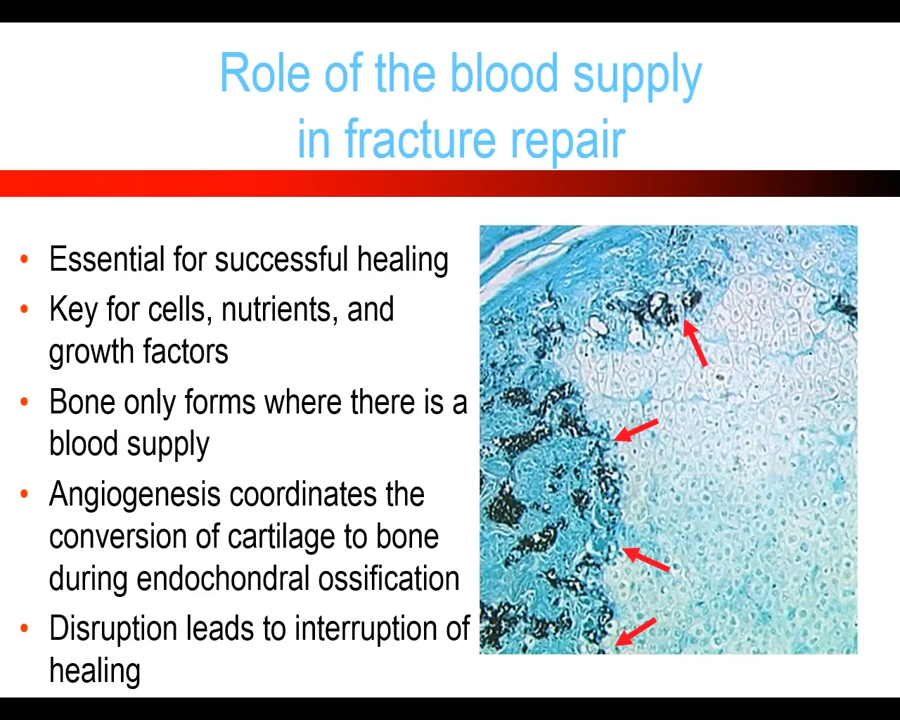 Role of the blood supply
in fracture repair
• Essential for successful healing
• Key for cells, nutrients, and
growth factors
• Bone only forms where there is a
blood supply
• Angiogenesis coordinates the
conversion of cartilage to bone
during endochondral ossification
• Disruption leads to interruption of
healing